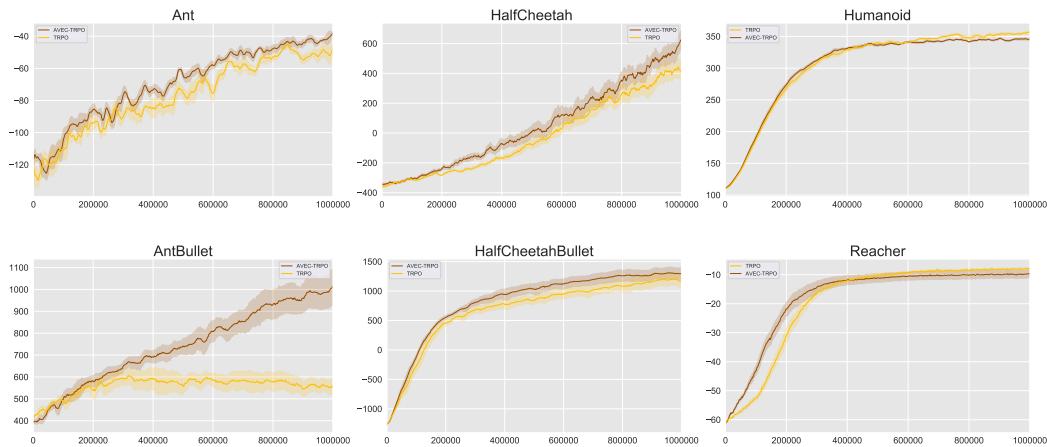 Ant
AVEC-TRPO
TRPO
−40
−60
−80
−100
−120
0 200000 400000 600000 800000 1000000
HalfCheetah
AVEC-TRPO
TRPO
600
400
200
0
−200
−400
0 200000 400000 600000 800000 1000000
Humanoid
TRPO
AVEC-TRPO
350
300
250
200
150
100
0 200000 400000 600000 800000 1000000
AntBullet
AVEC-TRPO
TRPO
1100
1000
900
800
700
600
500
400
0 200000 400000 600000 800000 1000000
HalfCheetahBullet
AVEC-TRPO
TRPO
1500
1000
500
0
−500
−1000
0 200000 400000 600000 800000 1000000
Reacher
TRPO
AVEC-TRPO
−10
−20
−30
−40
−50
−60
0 200000 400000 600000 800000 1000000